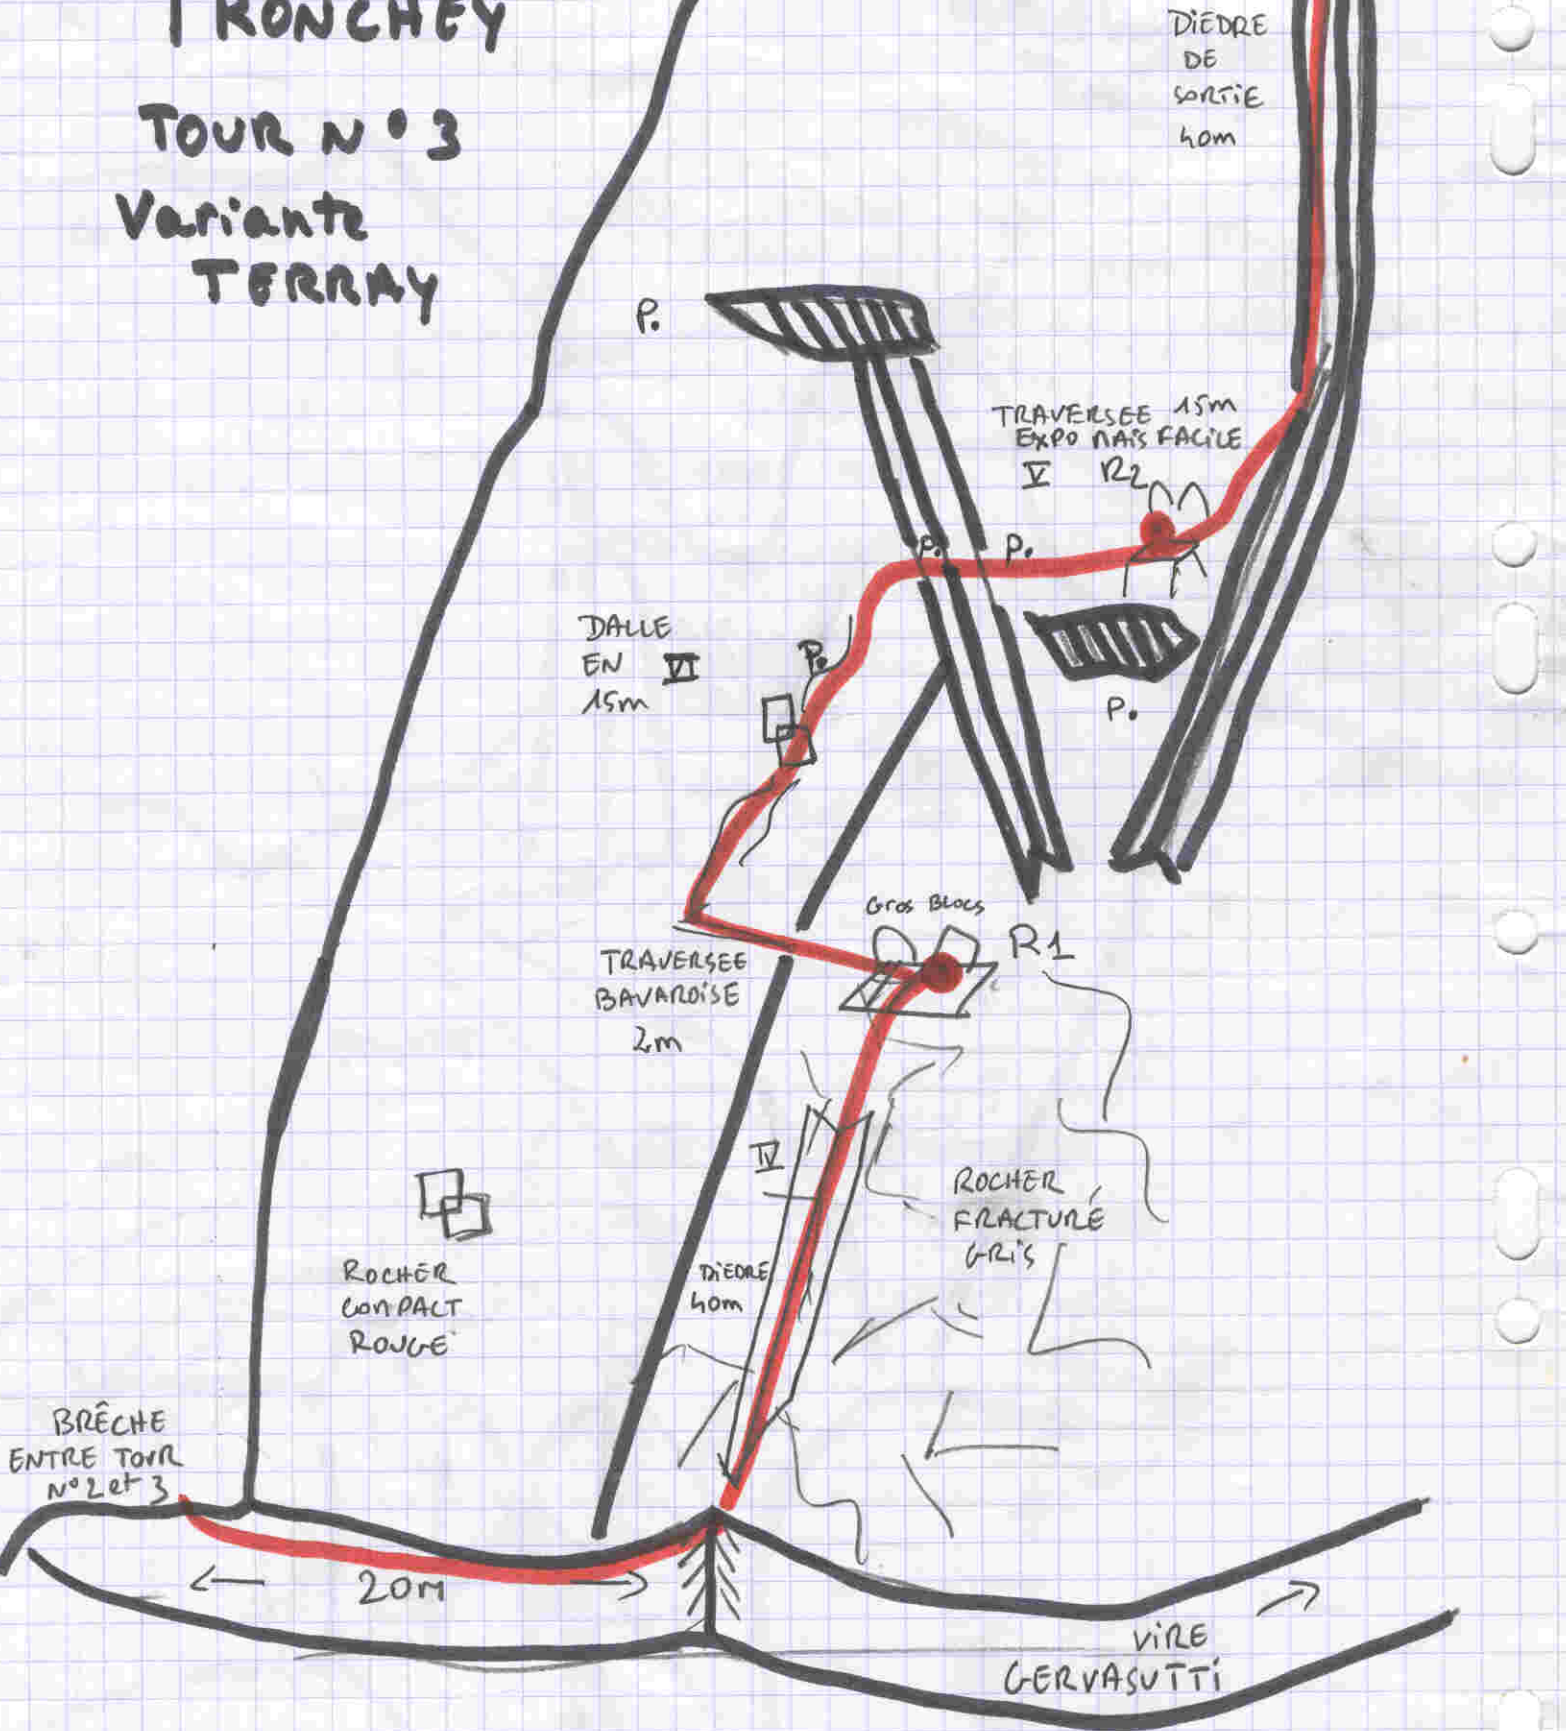 TRONCHEY
TOUR N° 3
Variante
TERRAY
DIEDRE
DE
SORTIE
40m
P.
TRAVERSEE 15m
EXPO MAIS FACILE
V R2
P. P.
DALLE
EN VI
15m
P.
P.
Gros Blocs
R1
TRAVERSEE
BAVAROISE
2m
IV
DIEDRE
40m
ROCHER
FRACTURÉ
GRIS
ROCHER
COMPACT
ROUGE
BRÊCHE
ENTRE TOUR
N°2 et 3
20m
VIRE
GERVASUTTI